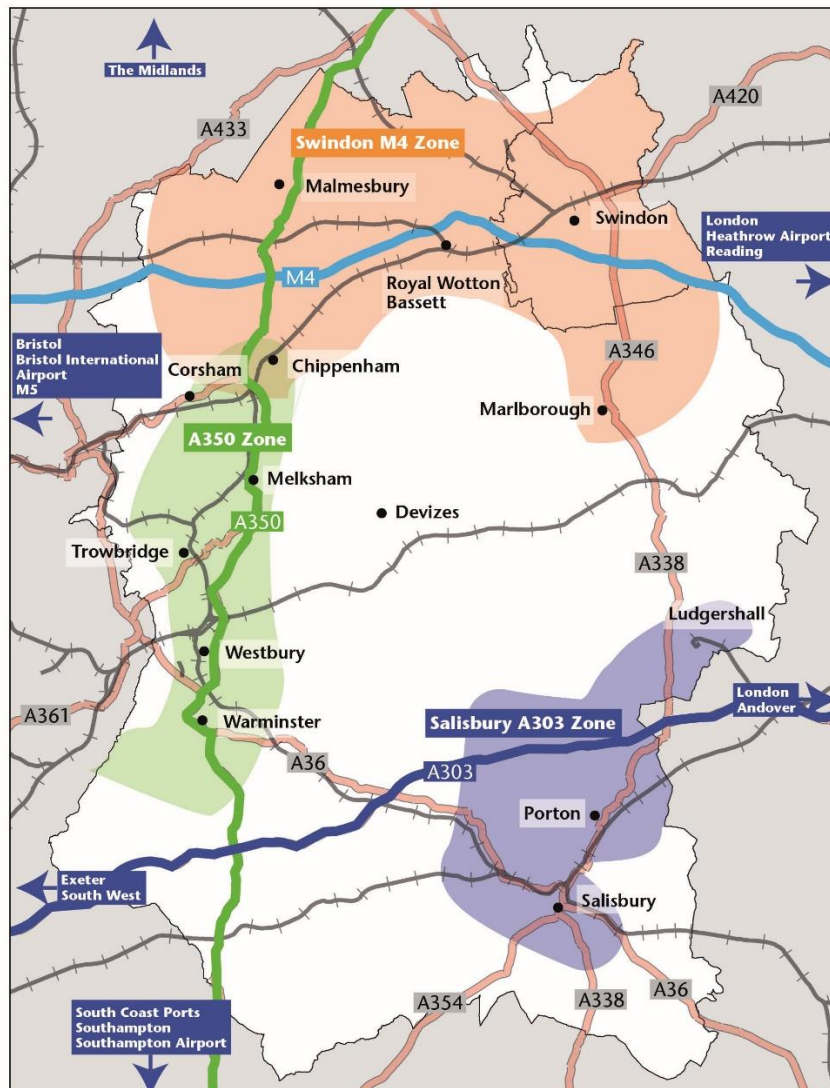 The Midlands
A433
A420
Swindon M4 Zone
Malmesbury
Swindon
London
Heathrow Airport
Reading
M4
Royal Wotton
Bassett
Bristol
Bristol International
Airport
M5
Corsham
Chippenham
A346
Marlborough
A350 Zone
Melksham
Devizes
A350
Trowbridge
A338
Ludgershall
Westbury
A361
Warminster
Salisbury A303 Zone
London
Andover
A36
A303
Porton
Exeter
South West
Salisbury
A354
A338
A36
South Coast Ports
Southampton
Southampton Airport